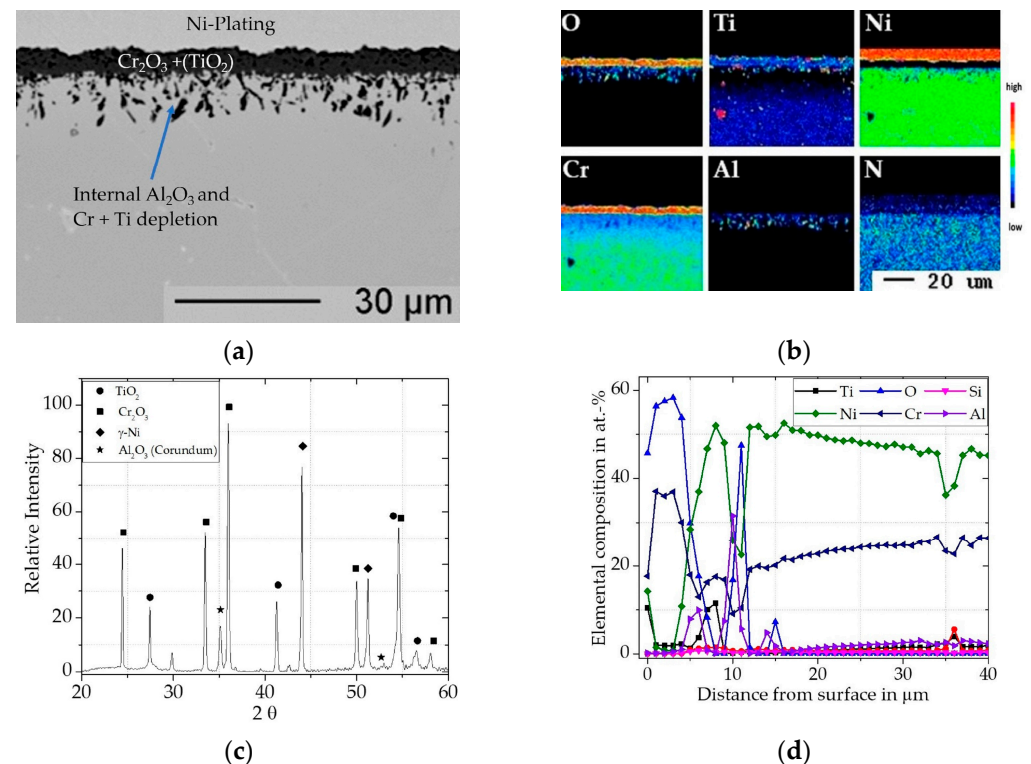 Ni-Plating
Cr₂O₃ +(TiO₂)
Internal Al₂O₃ and
Cr + Ti depletion
30 µm
(a)
O Ti Ni
high
Cr Al N
low
20 um
(b)
100
80
60
40
20
0
Relative Intensity
TiO₂
Cr₂O₃
γ-Ni
Al₂O₃ (Corundum)
20 30 40 50 60
2 θ
(c)
60
40
20
0
Elemental composition in at.-%
Ti O Si
Ni Cr Al
0 10 20 30 40
Distance from surface in µm
(d)